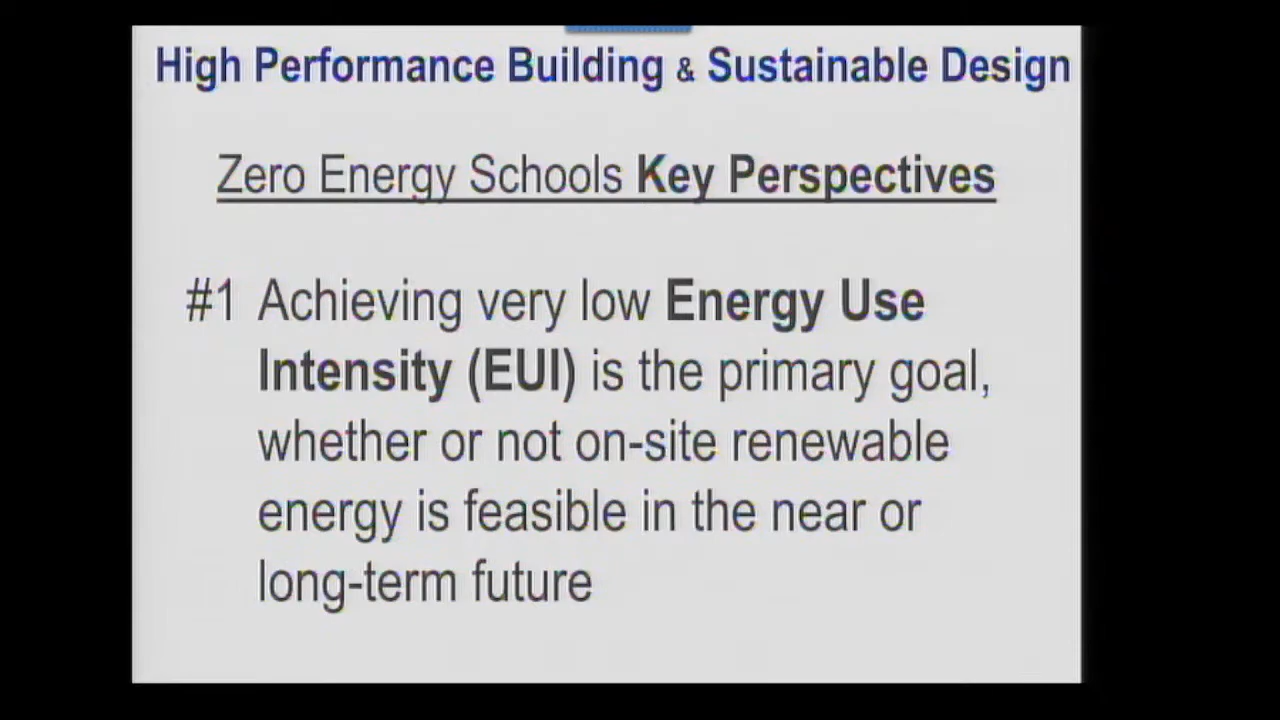 High Performance Building & Sustainable Design
Zero Energy Schools Key Perspectives
#1 Achieving very low Energy Use
Intensity (EUI) is the primary goal,
whether or not on-site renewable
energy is feasible in the near or
long-term future